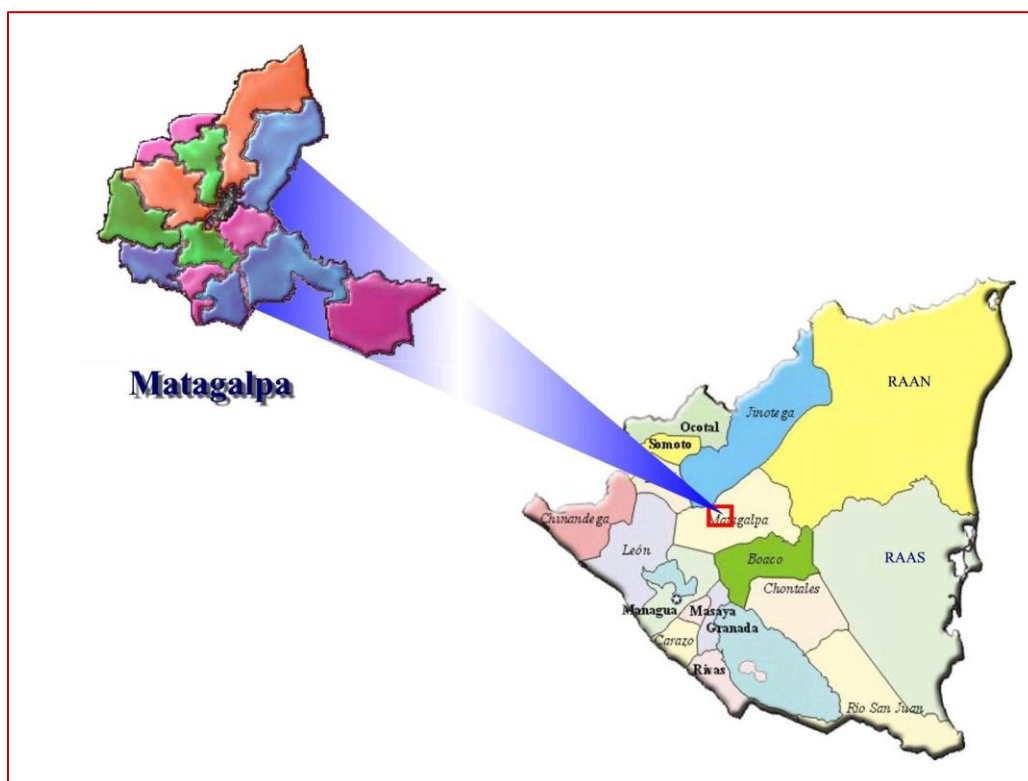 Matagalpa
RAAN
Jinotega
Ocotal
Somoto
Chinandega
Matagalpa
León
Boaco
RAAS
Chontales
Managua
Masaya
Granada
Carazo
Rivas
Río San Juan